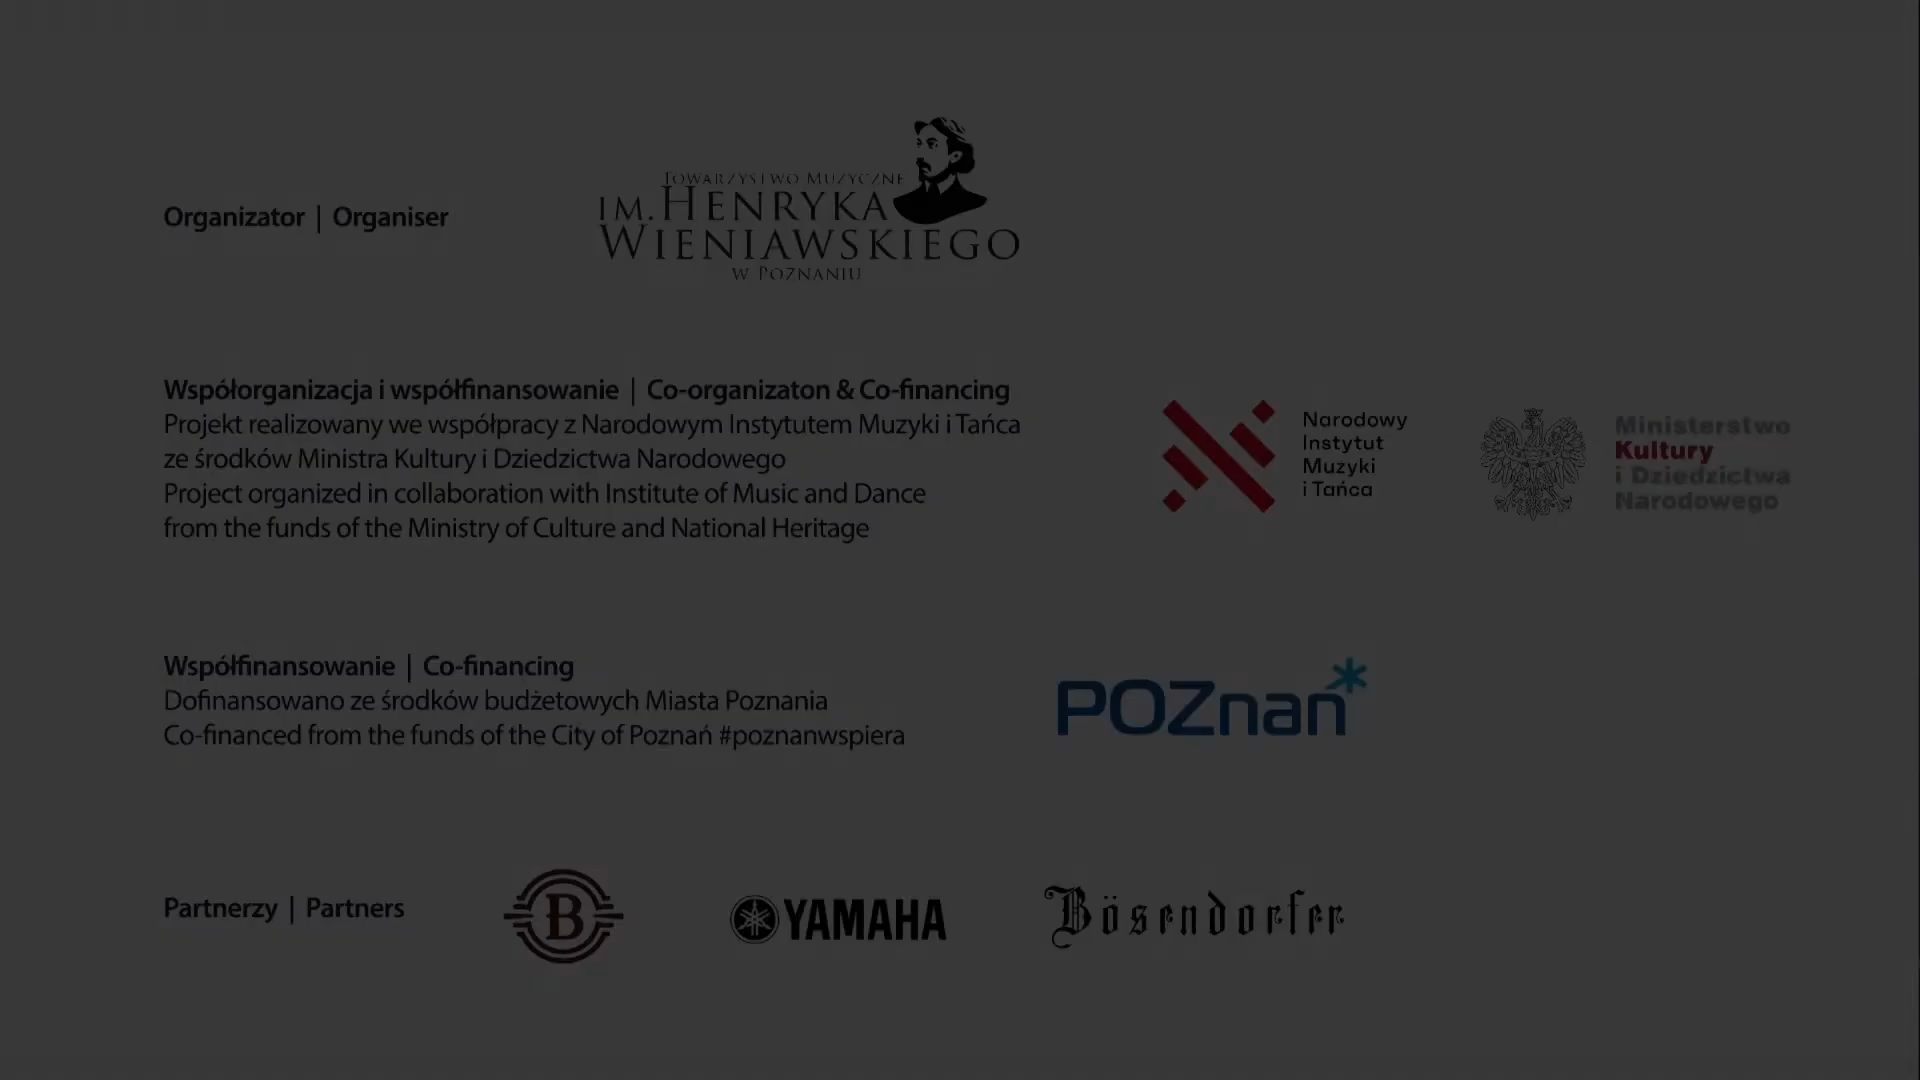 Organizator | Organiser
TOWARZYSTWO MUZYCZNE
IM. HENRYKA
WIENIAWSKIEGO
W POZNANIU
Współorganizacja i współfinansowanie | Co-organizaton & Co-financing
Projekt realizowany we współpracy z Narodowym Instytutem Muzyki i Tańca
ze środków Ministra Kultury i Dziedzictwa Narodowego
Project organized in collaboration with Institute of Music and Dance
from the funds of the Ministry of Culture and National Heritage
Narodowy
Instytut
Muzyki
i Tańca
Ministerstwo
Kultury
i Dziedzictwa
Narodowego
Współfinansowanie | Co-financing
Dofinansowano ze środków budżetowych Miasta Poznania
Co-financed from the funds of the City of Poznań #poznanwspiera
POZnań*
Partnerzy | Partners
B
YAMAHA
Bösendorfer